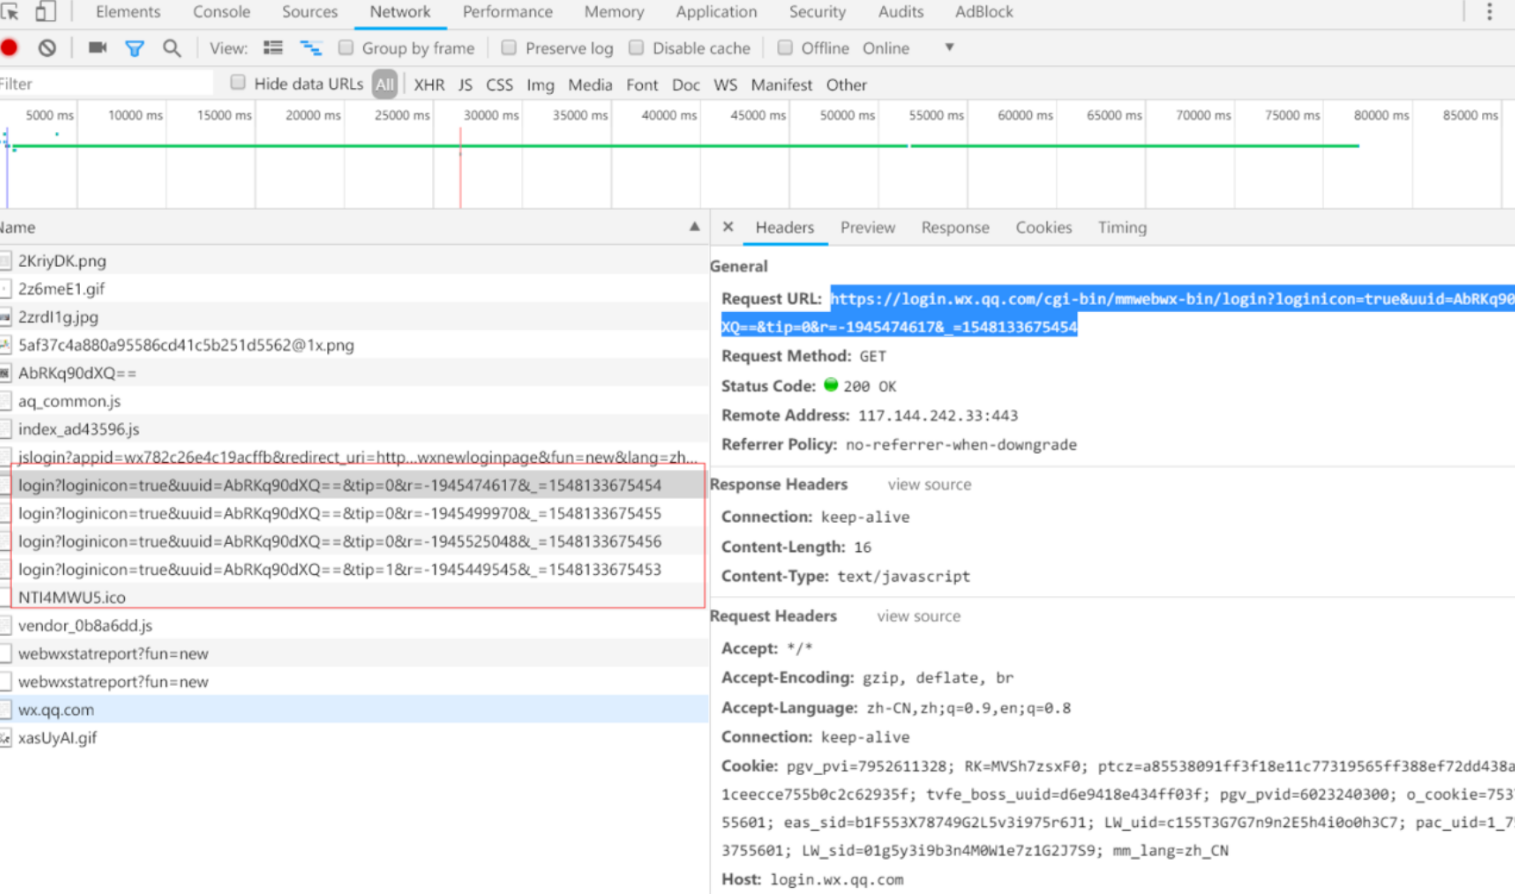 Elements Console Sources Network Performance Memory Application Security Audits AdBlock
View: Group by frame Preserve log Disable cache Offline Online
Filter Hide data URLs All XHR JS CSS Img Media Font Doc WS Manifest Other
5000 ms 10000 ms 15000 ms 20000 ms 25000 ms 30000 ms 35000 ms 40000 ms 45000 ms 50000 ms 55000 ms 60000 ms 65000 ms 70000 ms 75000 ms 80000 ms 85000 ms
Name
2KriyDK.png
2z6meE1.gif
2zrdI1g.jpg
5af37c4a880a95586cd41c5b251d5562@1x.png
AbRKq90dXQ==
aq_common.js
index_ad43596.js
jslogin?appid=wx782c26e4c19acffb&redirect_uri=http...wxnewloginpage&fun=new&lang=zh...
login?loginicon=true&uuid=AbRKq90dXQ==&tip=0&r=-1945474617&_=1548133675454
login?loginicon=true&uuid=AbRKq90dXQ==&tip=0&r=-1945499970&_=1548133675455
login?loginicon=true&uuid=AbRKq90dXQ==&tip=0&r=-1945525048&_=1548133675456
login?loginicon=true&uuid=AbRKq90dXQ==&tip=1&r=-1945449545&_=1548133675453
NTI4MWU5.ico
vendor_0b8a6dd.js
webwxstatreport?fun=new
webwxstatreport?fun=new
wx.qq.com
xasUyAI.gif
Headers Preview Response Cookies Timing
General
Request URL: https://login.wx.qq.com/cgi-bin/mmwebwx-bin/login?loginicon=true&uuid=AbRKq90
XQ==&tip=0&r=-1945474617&_=1548133675454
Request Method: GET
Status Code: 200 OK
Remote Address: 117.144.242.33:443
Referrer Policy: no-referrer-when-downgrade
Response Headers view source
Connection: keep-alive
Content-Length: 16
Content-Type: text/javascript
Request Headers view source
Accept: */*
Accept-Encoding: gzip, deflate, br
Accept-Language: zh-CN,zh;q=0.9,en;q=0.8
Connection: keep-alive
Cookie: pgv_pvi=7952611328; RK=MVSh7zsxF0; ptcz=a85538091ff3f18e11c77319565ff388ef72dd438a
1ceecce755b0c2c62935f; tvfe_boss_uuid=d6e9418e434ff03f; pgv_pvid=6023240300; o_cookie=753
55601; eas_sid=b1F553X78749G2L5v3i975r6J1; LW_uid=c155T3G7G7n9n2E5h4i0o0h3C7; pac_uid=1_75
3755601; LW_sid=01g5y3i9b3n4M0W1e7z1G2J7S9; mm_lang=zh_CN
Host: login.wx.qq.com